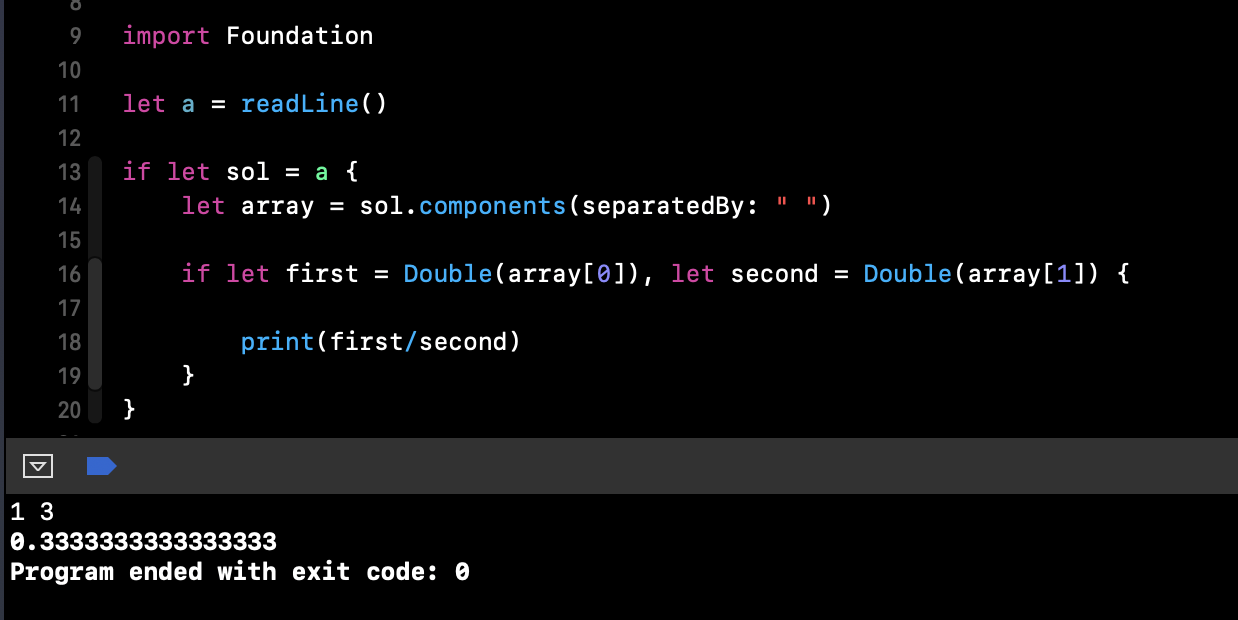 8
9 import Foundation
10
11 let a = readLine()
12
13 if let sol = a {
14 let array = sol.components(separatedBy: " ")
15
16 if let first = Double(array[0]), let second = Double(array[1]) {
17
18 print(first/second)
19 }
20 }
1 3
0.3333333333333333
Program ended with exit code: 0